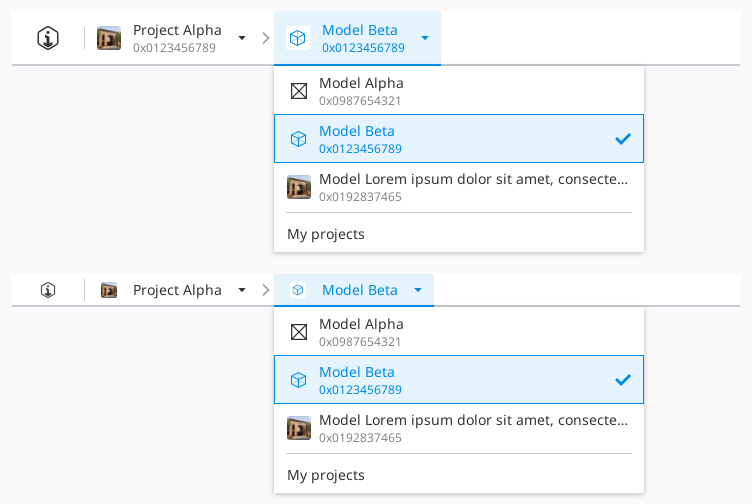 Project Alpha
0x0123456789
Model Beta
0x0123456789
Model Alpha
0x0987654321
Model Beta
0x0123456789
Model Lorem ipsum dolor sit amet, consecte...
0x0192837465
My projects
Project Alpha
Model Beta
Model Alpha
0x0987654321
Model Beta
0x0123456789
Model Lorem ipsum dolor sit amet, consecte...
0x0192837465
My projects